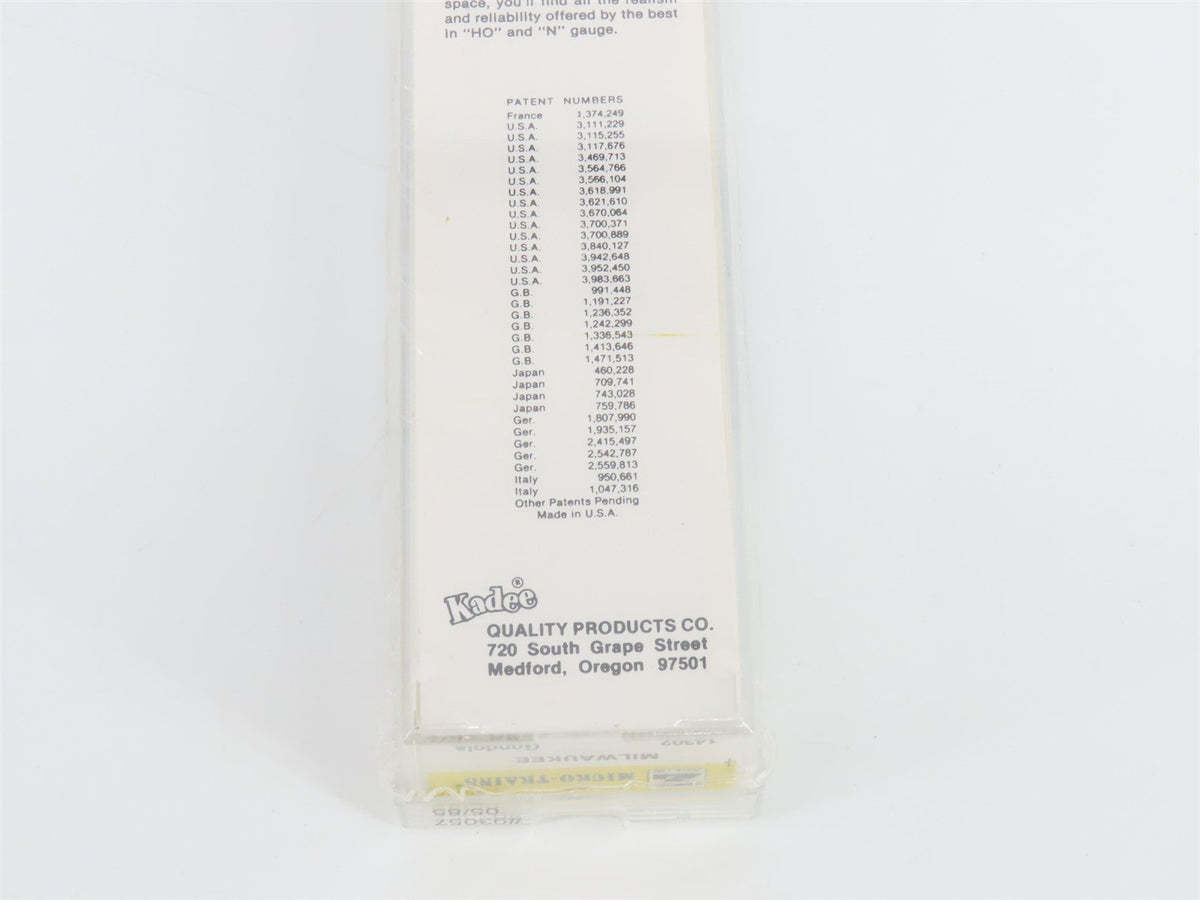 space, you'll find all the realism
and reliability offered by the best
in "HO" and "N" gauge.
PATENT NUMBERS
France 1,374,249
U.S.A. 3,111,229
U.S.A. 3,115,255
U.S.A. 3,117,676
U.S.A. 3,469,713
U.S.A. 3,564,766
U.S.A. 3,566,104
U.S.A. 3,618,991
U.S.A. 3,621,610
U.S.A. 3,670,064
U.S.A. 3,700,371
U.S.A. 3,700,889
U.S.A. 3,840,127
U.S.A. 3,942,648
U.S.A. 3,952,450
U.S.A. 3,983,663
G.B. 991,448
G.B. 1,191,227
G.B. 1,236,352
G.B. 1,242,299
G.B. 1,336,543
G.B. 1,413,646
G.B. 1,471,513
Japan 460,228
Japan 709,741
Japan 743,028
Japan 759,786
Ger. 1,807,990
Ger. 1,935,157
Ger. 2,415,497
Ger. 2,542,787
Ger. 2,559,813
Italy 950,661
Italy 1,047,316
Other Patents Pending
Made in U.S.A.
Kadee®
QUALITY PRODUCTS CO.
720 South Grape Street
Medford, Oregon 97501
14302 Gondola
MILWAUKEE
MICRO-TRAINS
#93057
05/85